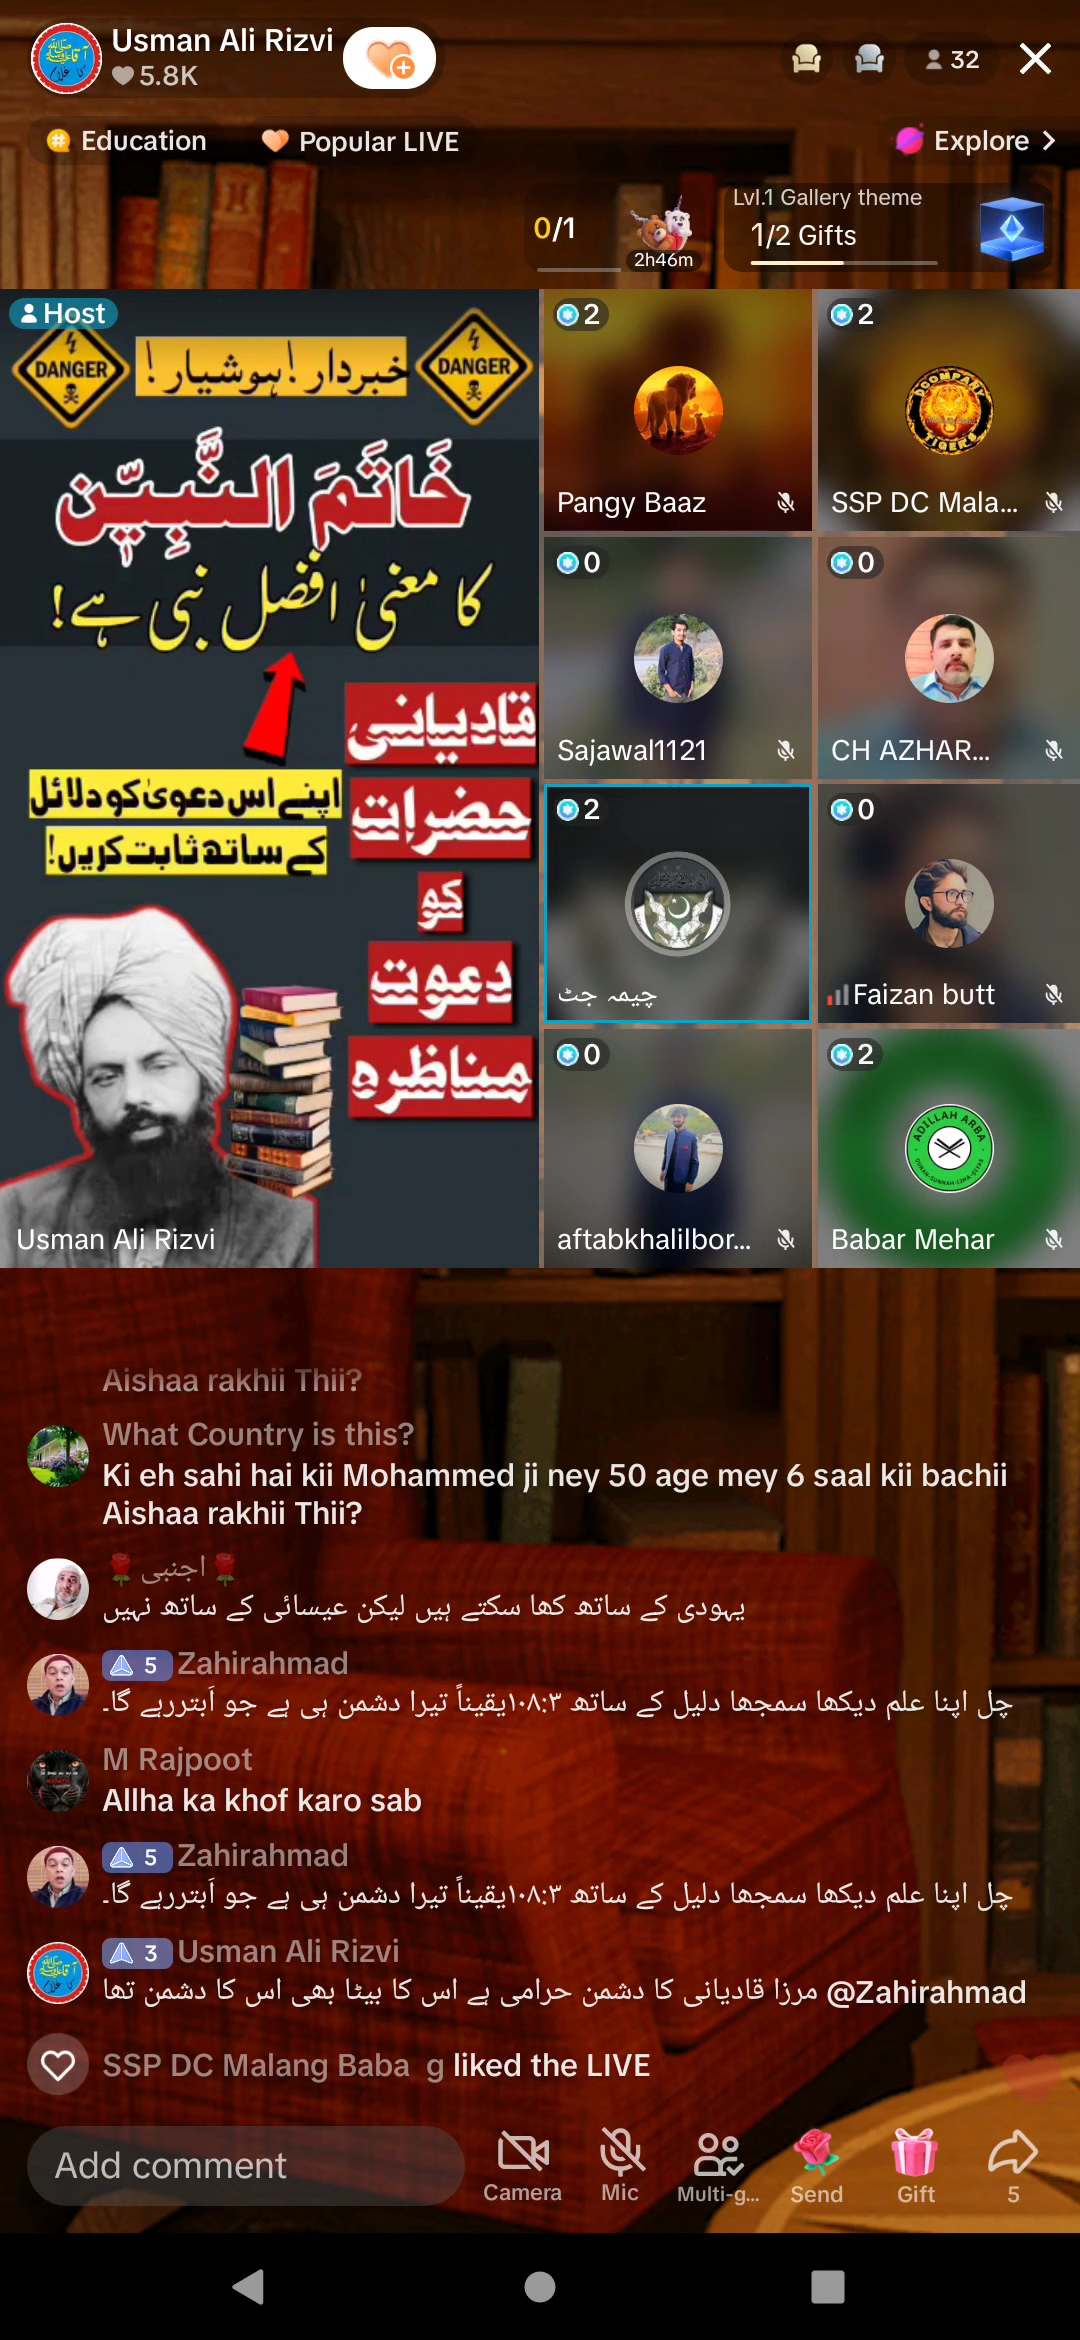 Usman Ali Rizvi
5.8K
32
Education
Popular LIVE
Explore
0/1
2h46m
Lvl.1 Gallery theme
1/2 Gifts
Host
DANGER
خبردار!ہوشیار!
DANGER
خَاتَمَ النَّبِیّٖن
کا معنیٰ افضل نبی ہے!
قادیانی
حضرات
کو
دعوت
مناظرہ
اپنے اس دعویٰ کو دلائل
کے ساتھ ثابت کریں!
Usman Ali Rizvi
2
Pangy Baaz
2
DOOMPANY
TIGERS
SSP DC Mala...
0
Sajawal1121
0
CH AZHAR...
2
چیمہ جٹ
0
Faizan butt
0
aftabkhalilbor...
2
ADILLAH ARBA
Babar Mehar
Aishaa rakhii Thii?
What Country is this?
Ki eh sahi hai kii Mohammed ji ney 50 age mey 6 saal kii bachii
Aishaa rakhii Thii?
🌹اجنبی🌹
یہودی کے ساتھ کھا سکتے ہیں لیکن عیسائی کے ساتھ نہیں
5 Zahirahmad
چل اپنا علم دیکھا سمجھا دلیل کے ساتھ ۱۰۸:۳یقیناً تیرا دشمن ہی ہے جو اَبتررہے گا۔
M Rajpoot
Allha ka khof karo sab
5 Zahirahmad
چل اپنا علم دیکھا سمجھا دلیل کے ساتھ ۱۰۸:۳یقیناً تیرا دشمن ہی ہے جو اَبتررہے گا۔
3 Usman Ali Rizvi
@Zahirahmad مرزا قادیانی کا دشمن حرامی ہے اس کا بیٹا بھی اس کا دشمن تھا
SSP DC Malang Baba g liked the LIVE
Add comment
Camera
Mic
Multi-g...
Send
Gift
5